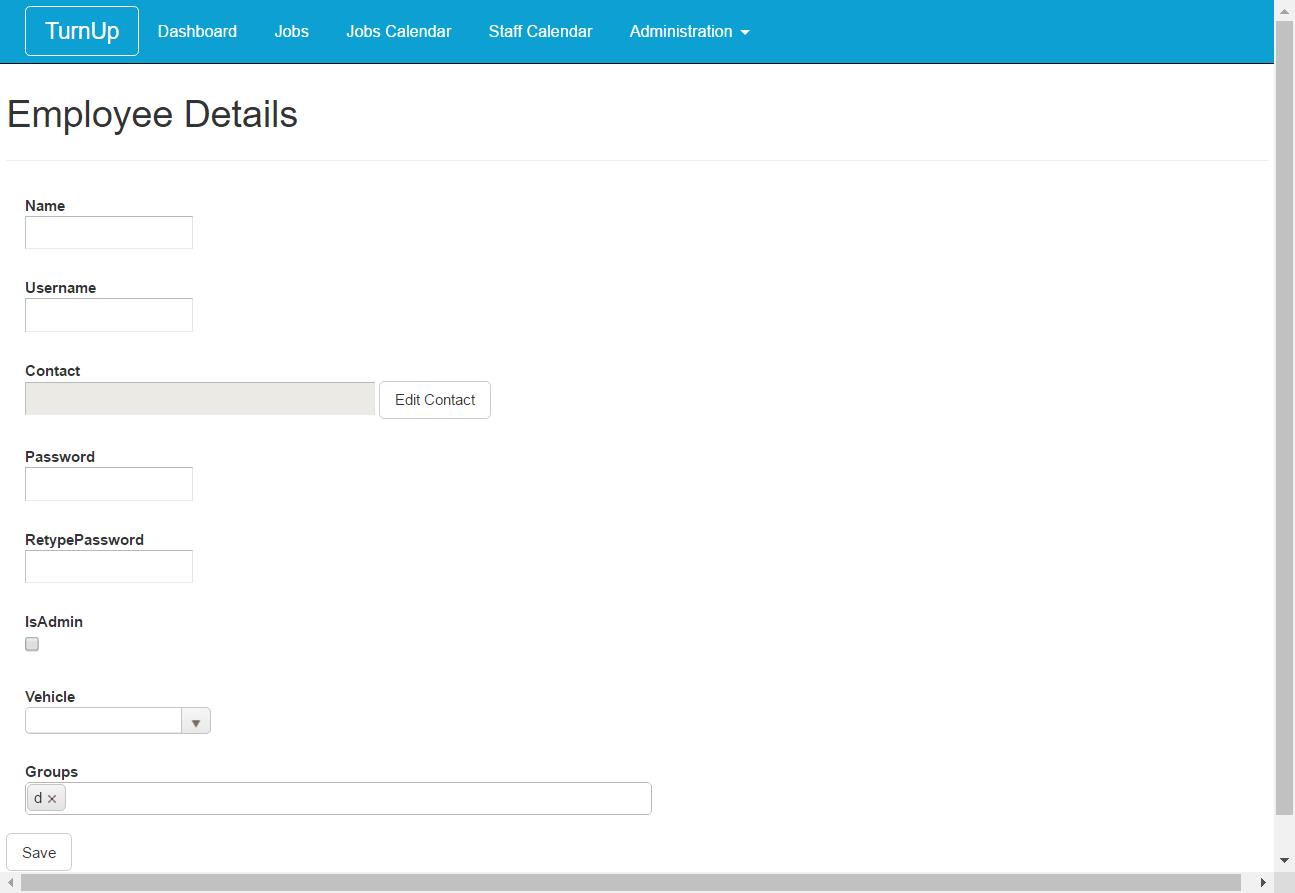 TurnUp Dashboard Jobs Jobs Calendar Staff Calendar Administration
Employee Details
Name
Username
Contact
Edit Contact
Password
RetypePassword
IsAdmin
Vehicle
Groups
d ×
Save